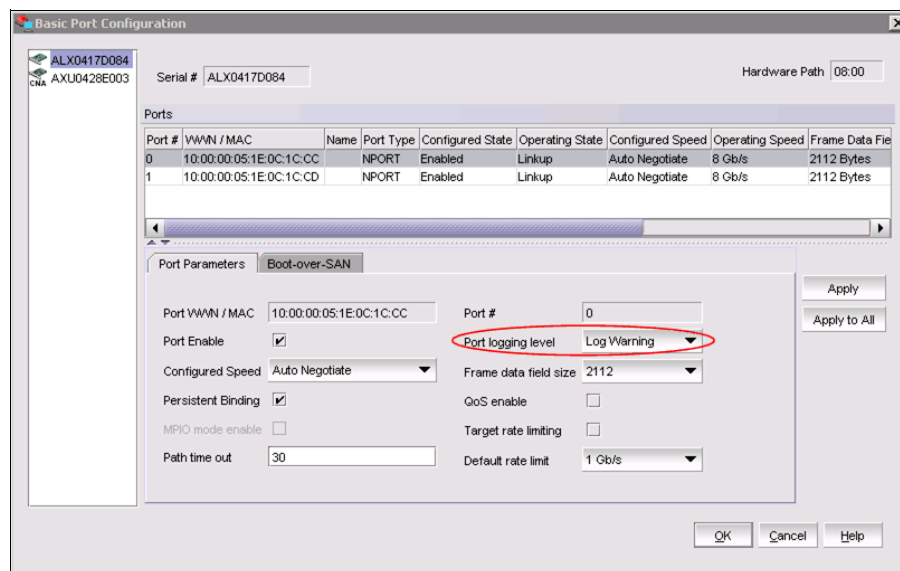 Basic Port Configuration
ALX0417D084
CNA AXU0428E003
Serial # ALX0417D084
Hardware Path 08:00
Ports
Port # WWN / MAC Name Port Type Configured State Operating State Configured Speed Operating Speed Frame Data Fie
0 10:00:00:05:1E:0C:1C:CC NPORT Enabled Linkup Auto Negotiate 8 Gb/s 2112 Bytes
1 10:00:00:05:1E:0C:1C:CD NPORT Enabled Linkup Auto Negotiate 8 Gb/s 2112 Bytes
Port Parameters Boot-over-SAN
Port WWN / MAC 10:00:00:05:1E:0C:1C:CC Port # 0
Port Enable Port logging level Log Warning
Configured Speed Auto Negotiate Frame data field size 2112
Persistent Binding QoS enable
MPIO mode enable Target rate limiting
Path time out 30 Default rate limit 1 Gb/s
Apply
Apply to All
OK Cancel Help